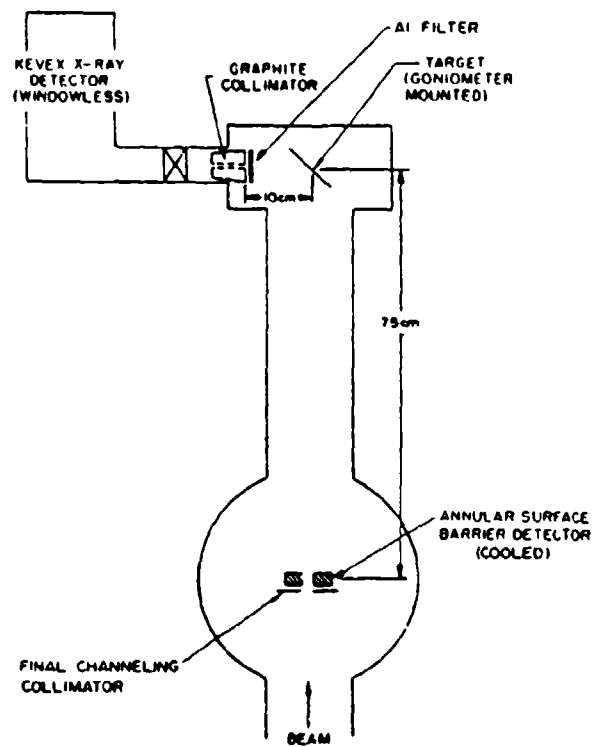 Al FILTER
KEVEX X-RAY
DETECTOR
(WINDOWLESS)
GRAPHITE
COLLIMATOR
TARGET
(GONIOMETER
MOUNTED)
10cm
75cm
ANNULAR SURFACE
BARRIER DETECTOR
(COOLED)
FINAL CHANNELING
COLLIMATOR
BEAM